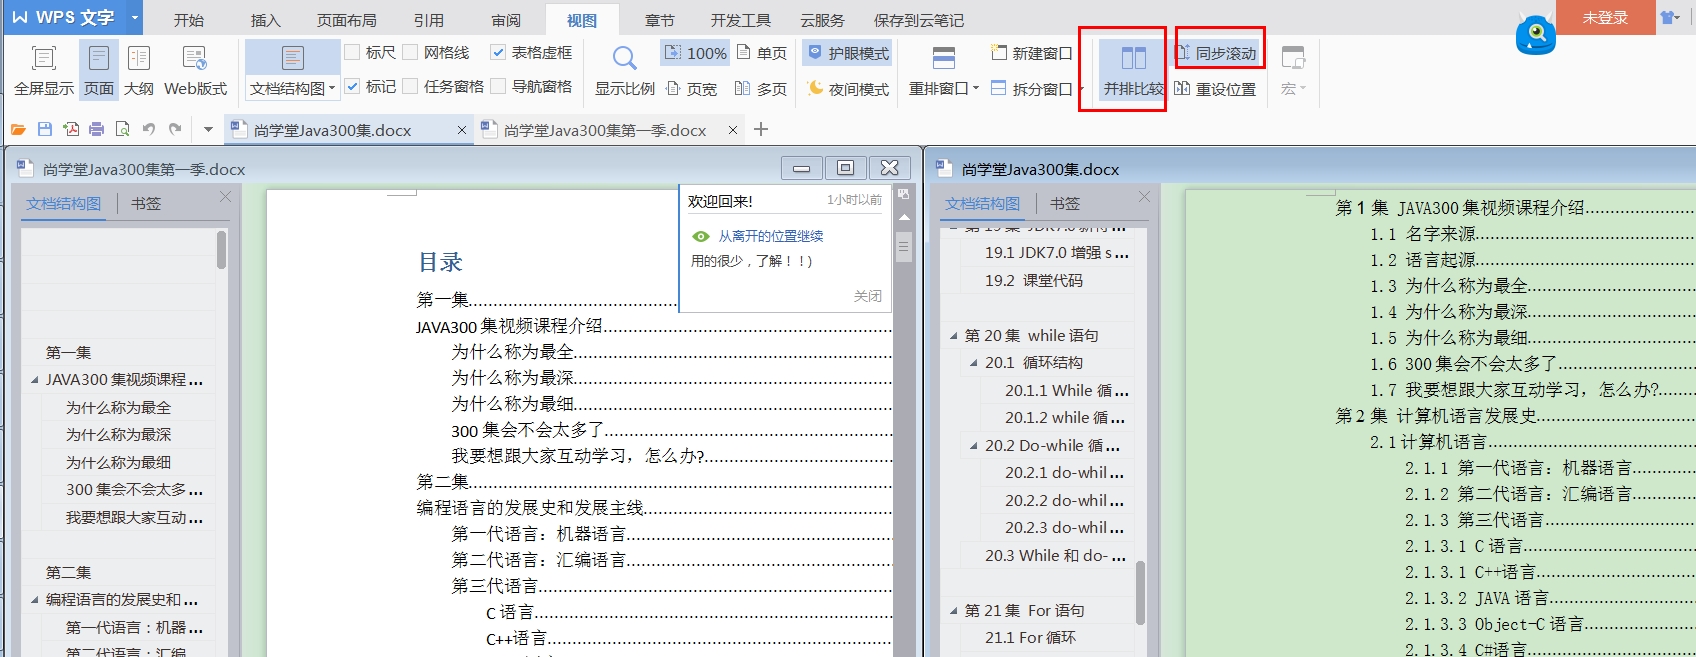 WPS 文字
开始 插入 页面布局 引用 审阅 视图 章节 开发工具 云服务 保存到云笔记 未登录
标尺 网格线 表格虚框 100% 单页 护眼模式 新建窗口 同步滚动
全屏显示 页面 大纲 Web版式 文档结构图 标记 任务窗格 导航窗格 显示比例 页宽 多页 夜间模式 重排窗口 拆分窗口 并排比较 重设位置 宏
尚学堂Java300集.docx × 尚学堂Java300集第一季.docx × +
尚学堂Java300集第一季.docx
文档结构图 书签
第一集
JAVA300 集视频课程 ...
为什么称为最全
为什么称为最深
为什么称为最细
300 集会不会太多 ...
我要想跟大家互动 ...
第二集
编程语言的发展史和 ...
第一代语言：机器 ...
第二代语言：汇编
目录
第一集
JAVA300 集视频课程介绍
为什么称为最全
为什么称为最深
为什么称为最细
300 集会不会太多了
我要想跟大家互动学习，怎么办?
第二集
编程语言的发展史和发展主线
第一代语言：机器语言
第二代语言：汇编语言
第三代语言
C 语言
C++语言
欢迎回来! 1小时以前
从离开的位置继续
用的很少，了解！！)
关闭
尚学堂Java300集.docx
文档结构图 书签
第 19 集 JDK7.0 新特
19.1 JDK7.0 增强 s ...
19.2 课堂代码
第 20 集 while 语句
20.1 循环结构
20.1.1 While 循 ...
20.1.2 while 循 ...
20.2 Do-while 循 ...
20.2.1 do-whil ...
20.2.2 do-whil ...
20.2.3 do-whil ...
20.3 While 和 do- ...
第 21 集 For 语句
21.1 For 循环
第 1 集 JAVA300 集视频课程介绍
1.1 名字来源
1.2 语言起源
1.3 为什么称为最全
1.4 为什么称为最深
1.5 为什么称为最细
1.6 300 集会不会太多了
1.7 我要想跟大家互动学习，怎么办?
第 2 集 计算机语言发展史
2.1 计算机语言
2.1.1 第一代语言：机器语言
2.1.2 第二代语言：汇编语言
2.1.3 第三代语言
2.1.3.1 C 语言
2.1.3.1 C++语言
2.1.3.2 JAVA 语言
2.1.3.3 Object-C 语言
2.1.3.4 C#语言